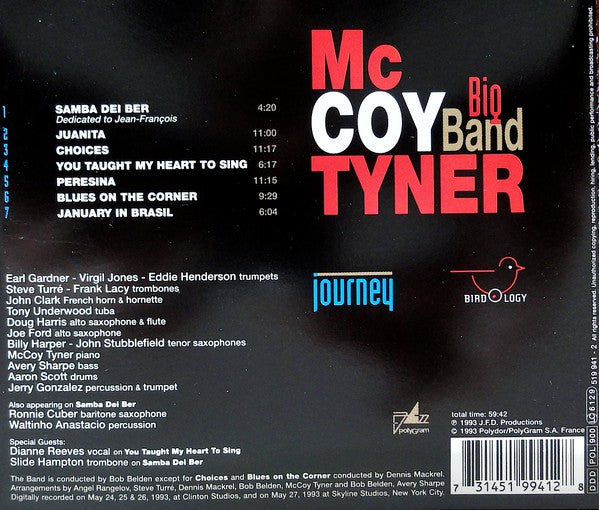 Mc
COY Big
Band
TYNER
1 SAMBA DEI BER 4:20
Dedicated to Jean-François
2 JUANITA 11:00
3 CHOICES 11:17
4 YOU TAUGHT MY HEART TO SING 6:17
5 PERESINA 11:15
6 BLUES ON THE CORNER 9:29
7 JANUARY IN BRASIL 6:04
journey
BIRDOLOGY
Earl Gardner - Virgil Jones - Eddie Henderson trumpets
Steve Turré - Frank Lacy trombones
John Clark French horn & hornette
Tony Underwood tuba
Doug Harris alto saxophone & flute
Joe Ford alto saxophone
Billy Harper - John Stubblefield tenor saxophones
McCoy Tyner piano
Avery Sharpe bass
Aaron Scott drums
Jerry Gonzalez percussion & trumpet
Also appearing on Samba Dei Ber
Ronnie Cuber baritone saxophone
Waltinho Anastacio percussion
Special Guests:
Dianne Reeves vocal on You Taught My Heart To Sing
Slide Hampton trombone on Samba Dei Ber
The Band is conducted by Bob Belden except for Choices and Blues on the Corner conducted by Dennis Mackrel.
Arrangements by Angel Rangelov, Steve Turré, Dennis Mackrel, Bob Belden, McCoy Tyner and Bob Belden, Avery Sharpe
Digitally recorded on May 24, 25 & 26, 1993, at Clinton Studios, and on May 27, 1993 at Skyline Studios, New York City.
polyGram
total time: 59:42
℗ 1993 J.F.D. Productions
© 1993 Polydor/PolyGram S.A. France
7 31451 99412 8
DDD POL 900 LC 6129 519 941 - 2 All rights reserved. Unauthorized copying, reproduction, hiring, lending, public performance and broadcasting prohibited.